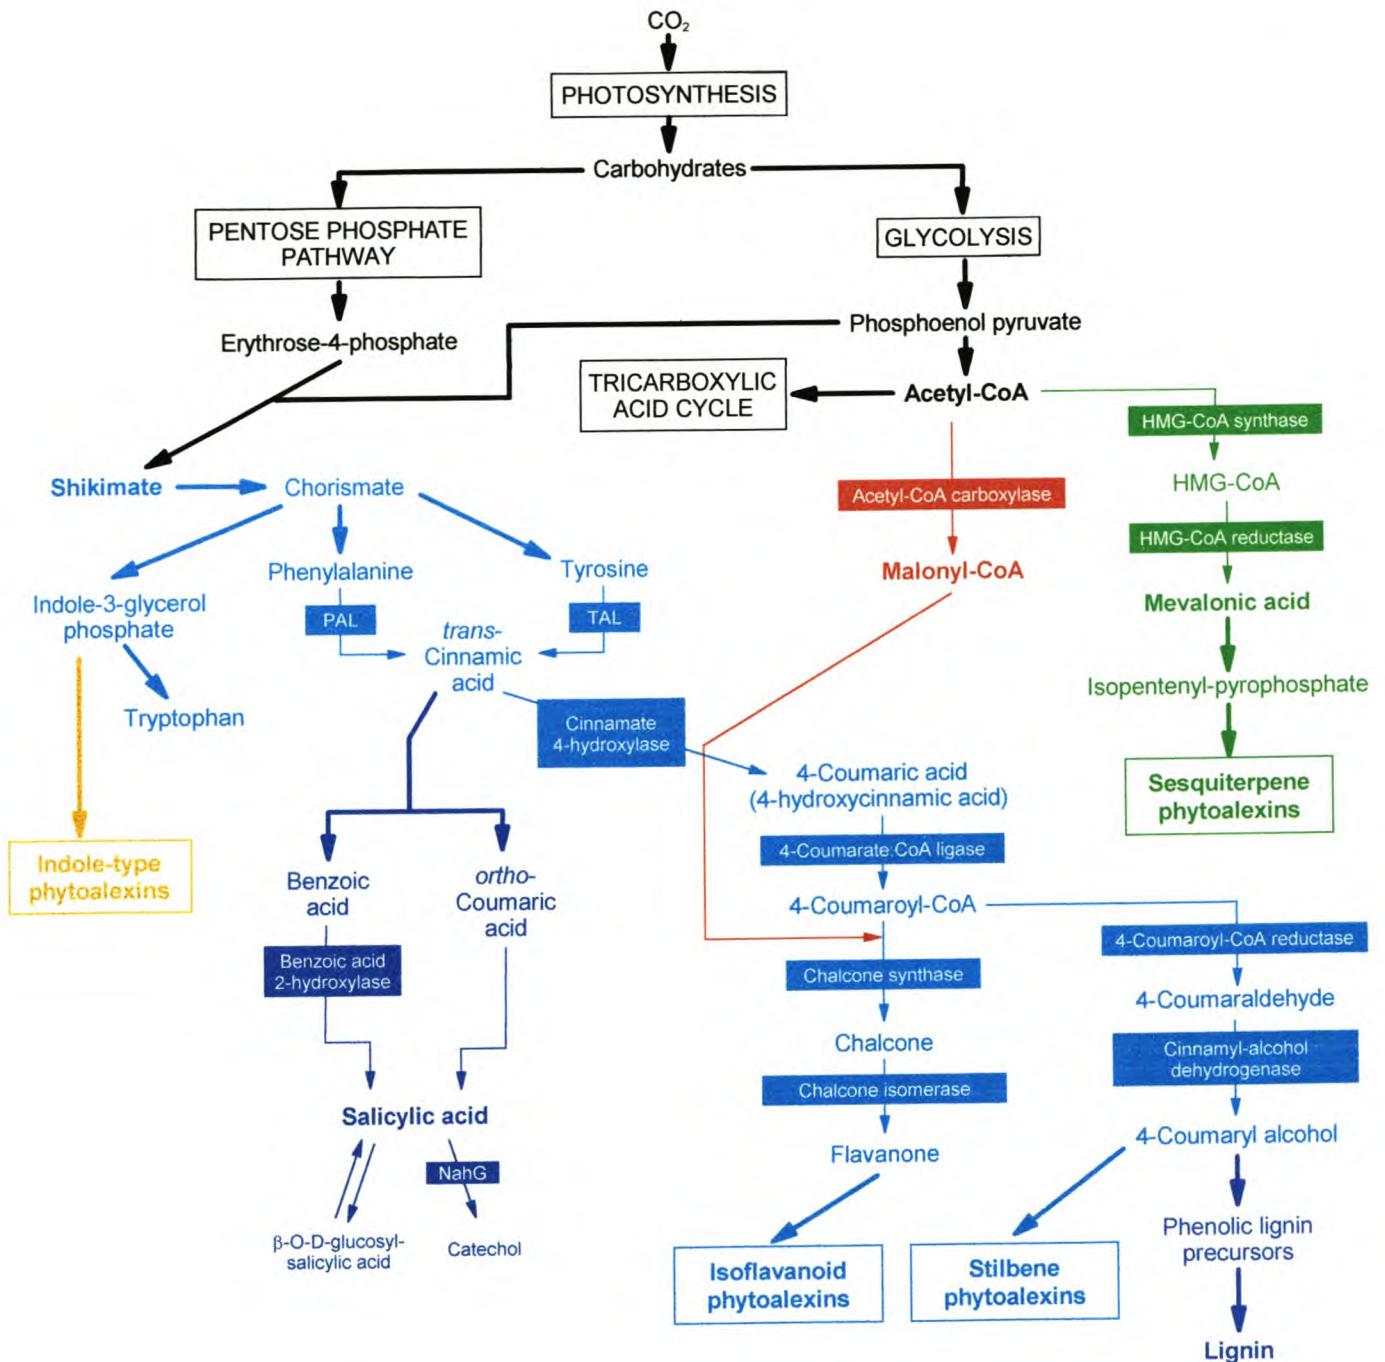 CO₂
PHOTOSYNTHESIS
Carbohydrates
PENTOSE PHOSPHATE
PATHWAY
GLYCOLYSIS
Erythrose-4-phosphate
Phosphoenol pyruvate
TRICARBOXYLIC
ACID CYCLE
Acetyl-CoA
HMG-CoA synthase
Shikimate
Chorismate
Acetyl-CoA carboxylase
HMG-CoA
HMG-CoA reductase
Phenylalanine
Tyrosine
Malonyl-CoA
Mevalonic acid
Indole-3-glycerol
phosphate
PAL
TAL
trans-
Cinnamic
acid
Isopentenyl-pyrophosphate
Tryptophan
Cinnamate
4-hydroxylase
4-Coumaric acid
(4-hydroxycinnamic acid)
Sesquiterpene
phytoalexins
4-Coumarate:CoA ligase
Indole-type
phytoalexins
Benzoic
acid
ortho-
Coumaric
acid
4-Coumaroyl-CoA
4-Coumaroyl-CoA reductase
Benzoic acid
2-hydroxylase
Chalcone synthase
4-Coumaraldehyde
Chalcone
Cinnamyl-alcohol
dehydrogenase
Chalcone isomerase
Salicylic acid
4-Coumaryl alcohol
Flavanone
NahG
β-O-D-glucosyl-
salicylic acid
Catechol
Phenolic lignin
precursors
Isoflavanoid
phytoalexins
Stilbene
phytoalexins
Lignin